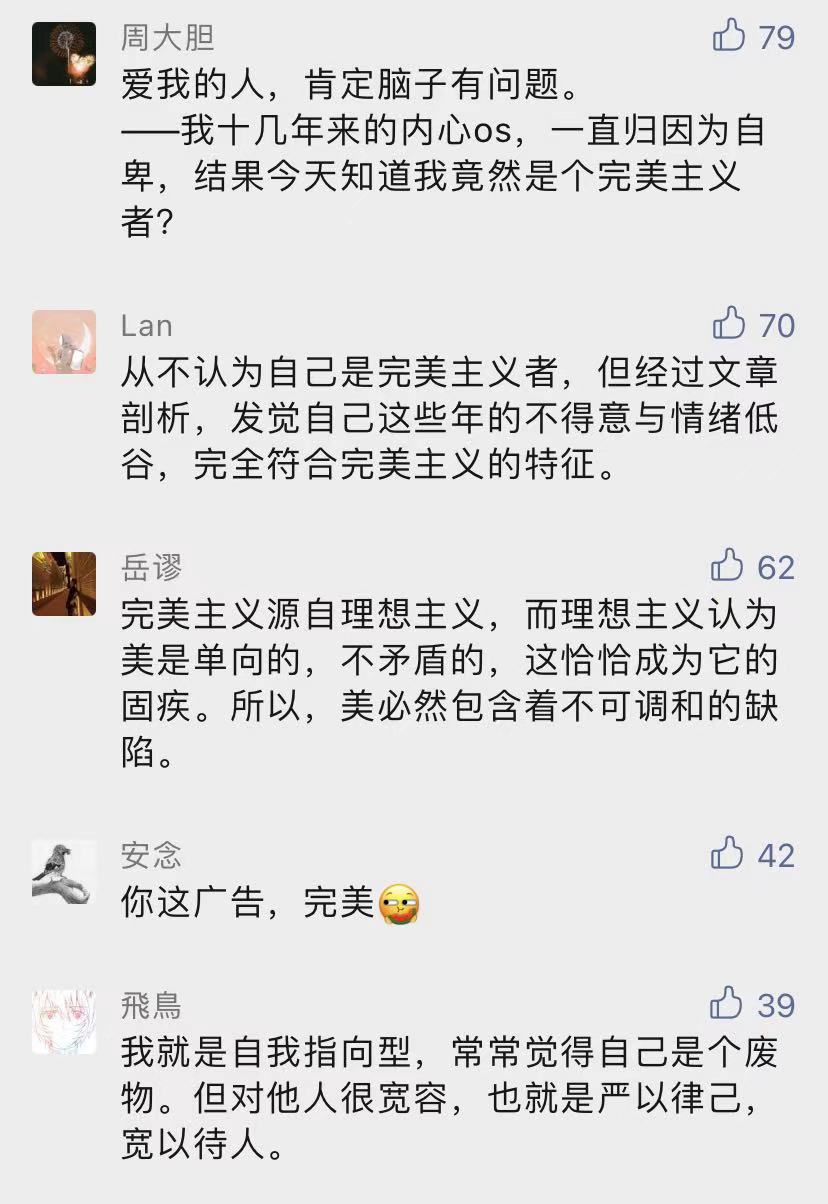 周大胆
79
爱我的人，肯定脑子有问题。
——我十几年来的内心os，一直归因为自
卑，结果今天知道我竟然是个完美主义
者?
Lan
70
从不认为自己是完美主义者，但经过文章
剖析，发觉自己这些年的不得意与情绪低
谷，完全符合完美主义的特征。
岳谬
62
完美主义源自理想主义，而理想主义认为
美是单向的，不矛盾的，这恰恰成为它的
固疾。所以，美必然包含着不可调和的缺
陷。
安念
42
你这广告，完美
飛鳥
39
我就是自我指向型，常常觉得自己是个废
物。但对他人很宽容，也就是严以律己，
宽以待人。